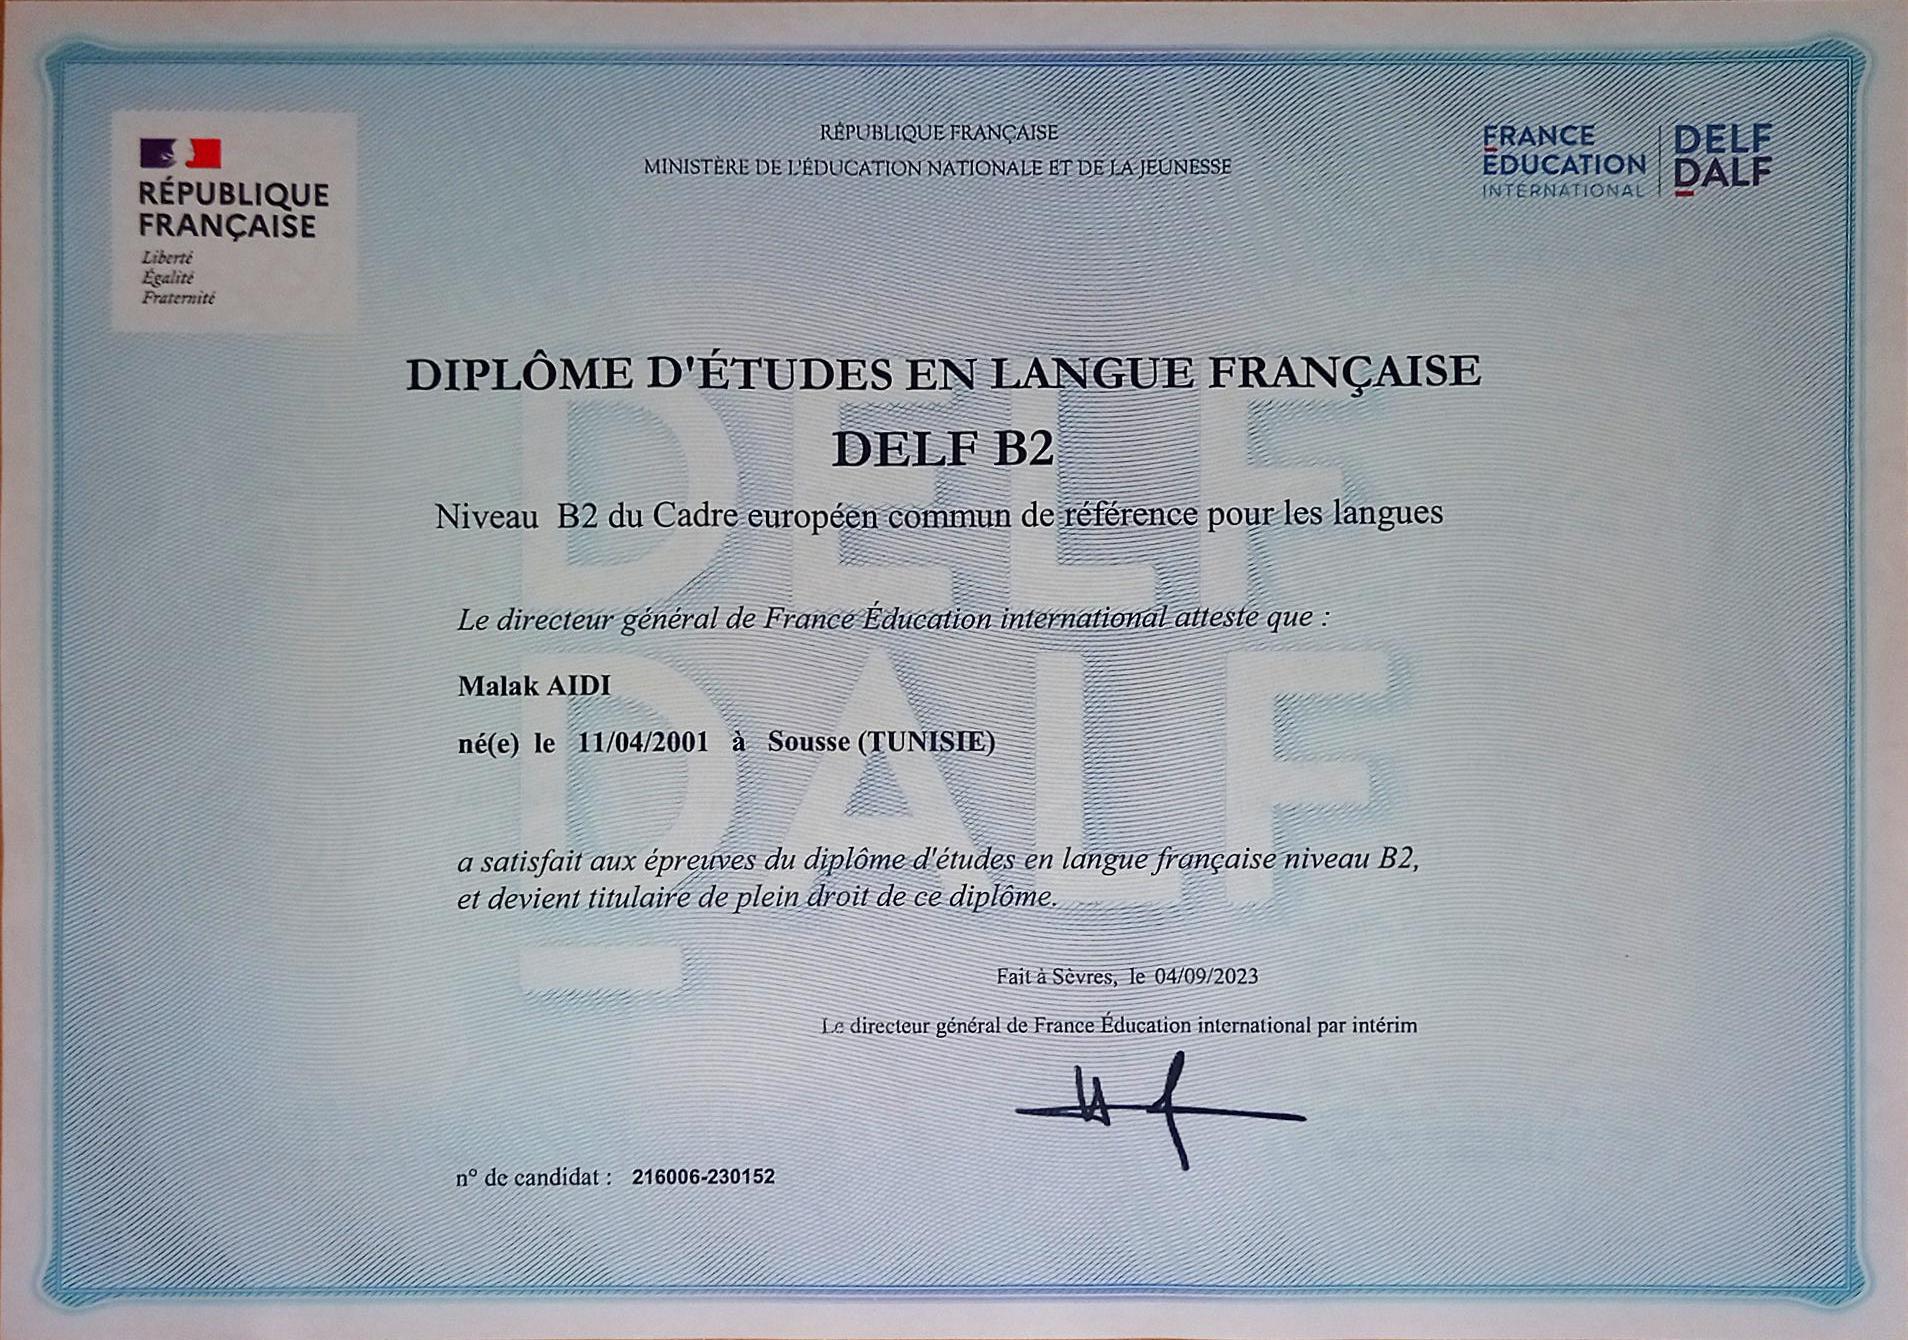 RÉPUBLIQUE
FRANÇAISE
Liberté
Égalité
Fraternité
RÉPUBLIQUE FRANÇAISE
MINISTÈRE DE L'ÉDUCATION NATIONALE ET DE LA JEUNESSE
FRANCE
ÉDUCATION
INTERNATIONAL
DELF
DALF
DIPLÔME D'ÉTUDES EN LANGUE FRANÇAISE
DELF B2
Niveau B2 du Cadre européen commun de référence pour les langues
Le directeur général de France Éducation international atteste que :
Malak AIDI
né(e) le 11/04/2001 à Sousse (TUNISIE)
a satisfait aux épreuves du diplôme d'études en langue française niveau B2,
et devient titulaire de plein droit de ce diplôme.
Fait à Sèvres, le 04/09/2023
Le directeur général de France Éducation international par intérim
n° de candidat : 216006-230152
DELF
DALF